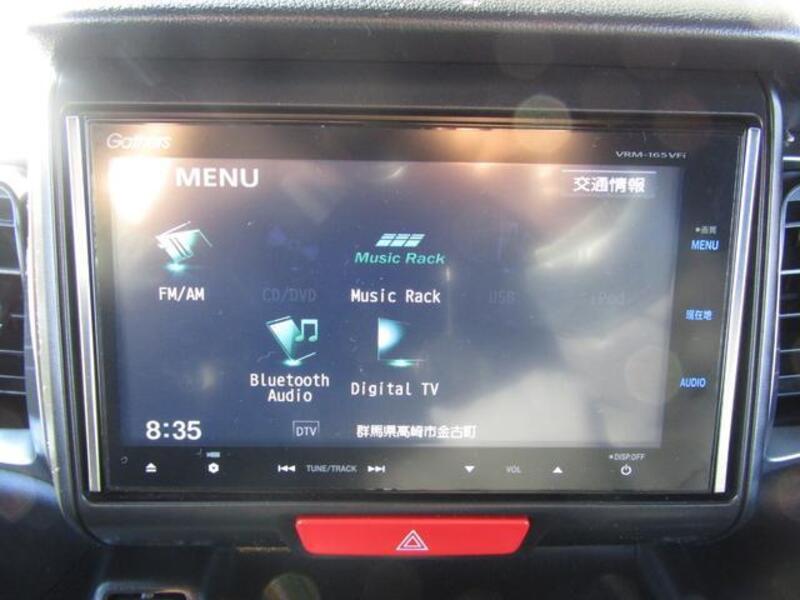 Gathers
VRM-165VFi
MENU
交通情報
FM/AM
CD/DVD
Music Rack
Music Rack
USB
iPod
Bluetooth Audio
Digital TV
8:35
DTV
群馬県高崎市金古町
●画質
MENU
現在地
AUDIO
TUNE/TRACK
VOL
●DISP.OFF